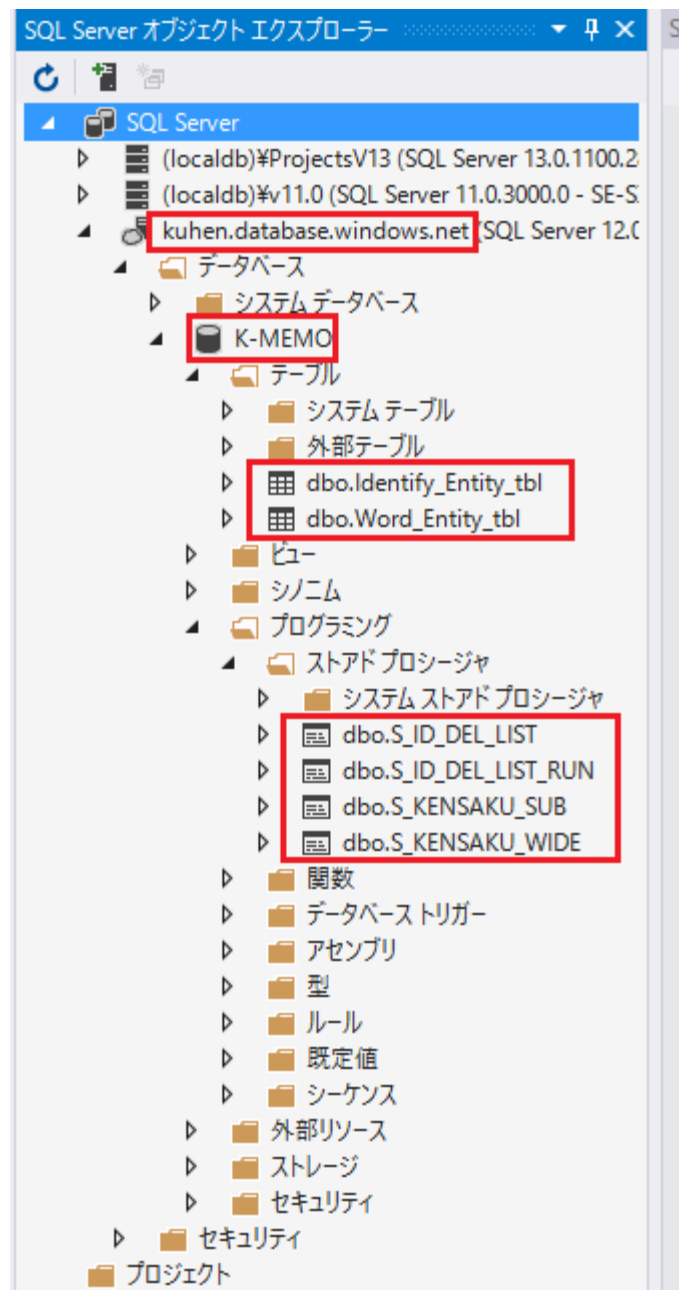 SQL Server オブジェクト エクスプローラー
SQL Server
(localdb)¥ProjectsV13 (SQL Server 13.0.1100.2
(localdb)¥v11.0 (SQL Server 11.0.3000.0 - SE-S
kuhen.database.windows.net (SQL Server 12.0
データベース
システム データベース
K-MEMO
テーブル
システム テーブル
外部テーブル
dbo.Identify_Entity_tbl
dbo.Word_Entity_tbl
ビュー
シノニム
プログラミング
ストアド プロシージャ
システム ストアド プロシージャ
dbo.S_ID_DEL_LIST
dbo.S_ID_DEL_LIST_RUN
dbo.S_KENSAKU_SUB
dbo.S_KENSAKU_WIDE
関数
データベース トリガー
アセンブリ
型
ルール
既定値
シーケンス
外部リソース
ストレージ
セキュリティ
セキュリティ
プロジェクト